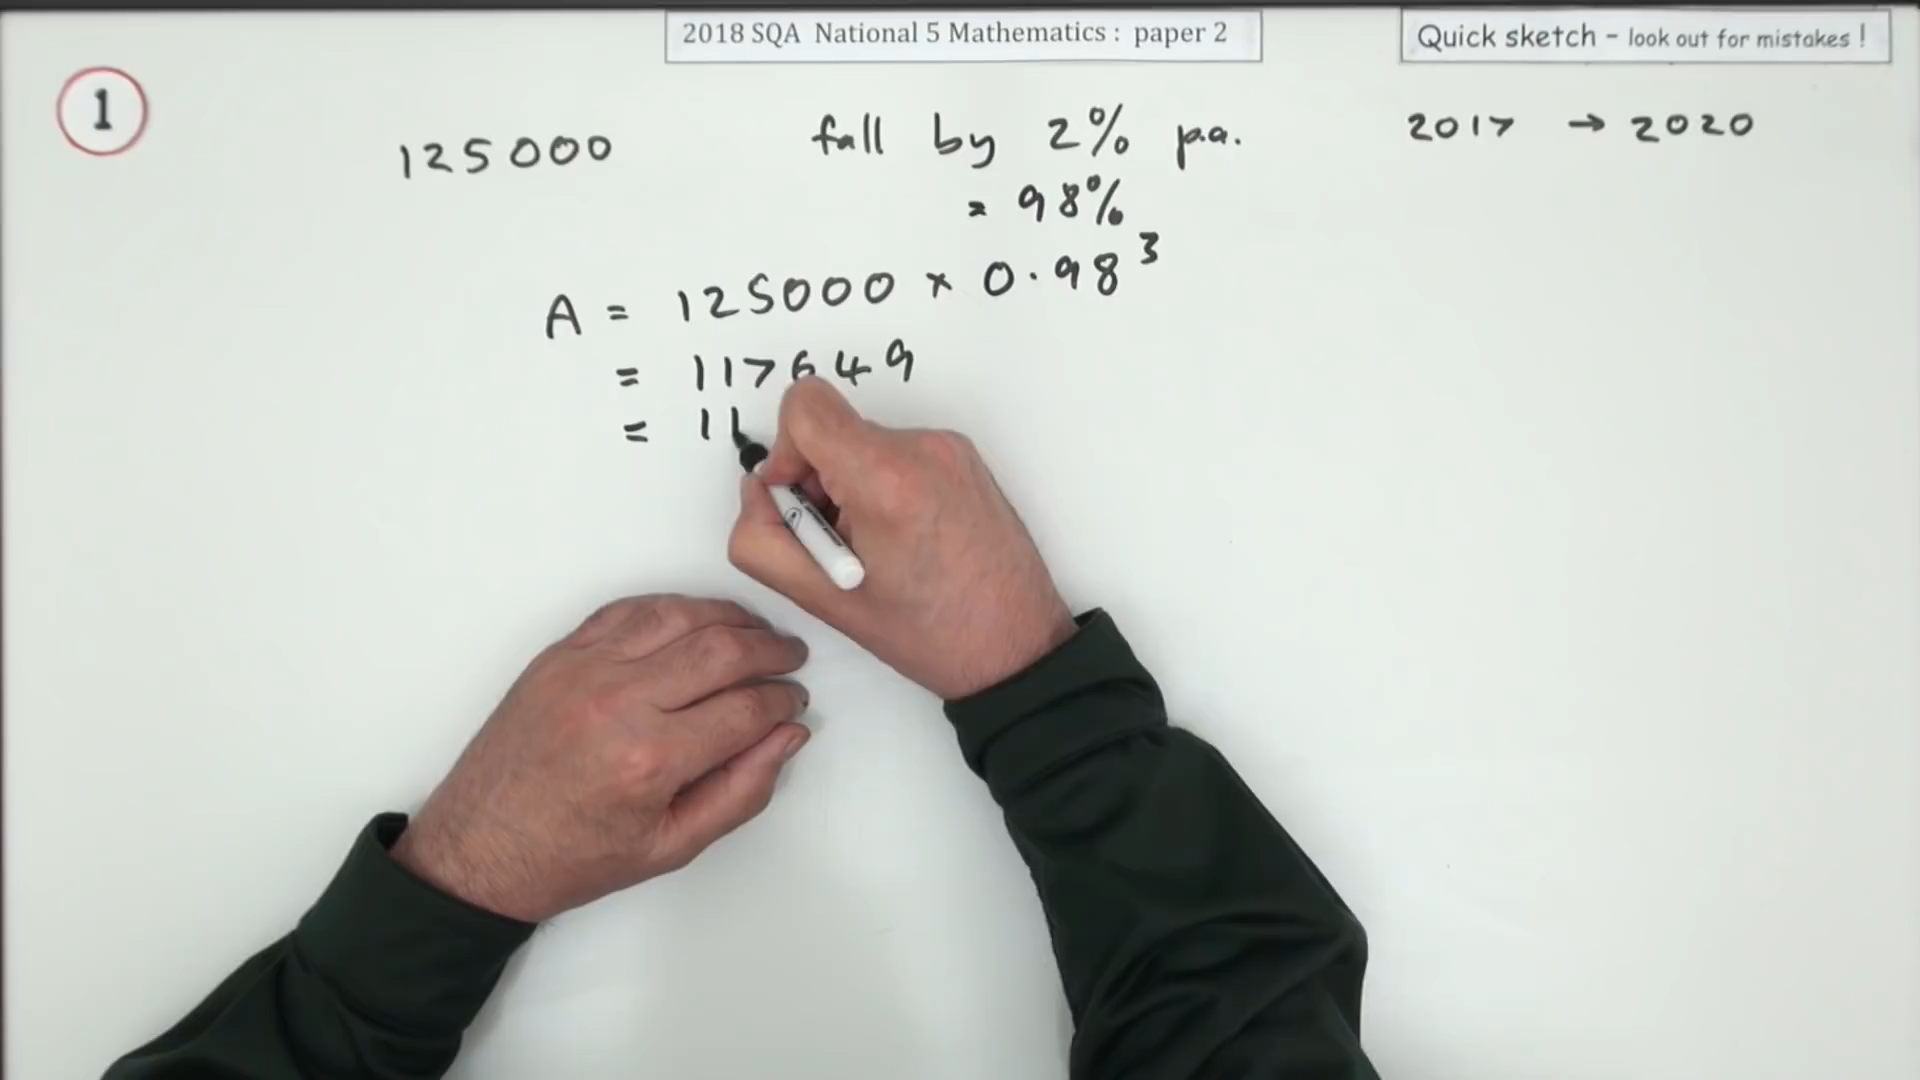 2018 SQA National 5 Mathematics : paper 2
Quick sketch - look out for mistakes !
1
125000 fall by 2% p.a. 2017 → 2020
= 98%
A = 125000 × 0.98³
= 117649
= 11